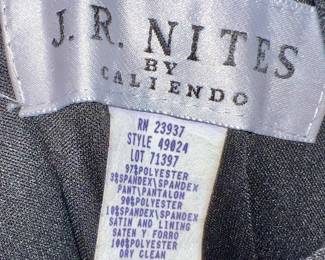 J.R. NITES
BY
CALIENDO
RN 23937
STYLE 49024
LOT 71397
97%POLYESTER
3%SPANDEX\SPANDEX
PANT\PANTALON
90%POLYESTER
10%SPANDEX\SPANDEX
SATIN AND LINING
SATEN Y FORRO
100%POLYESTER
DRY CLEAN